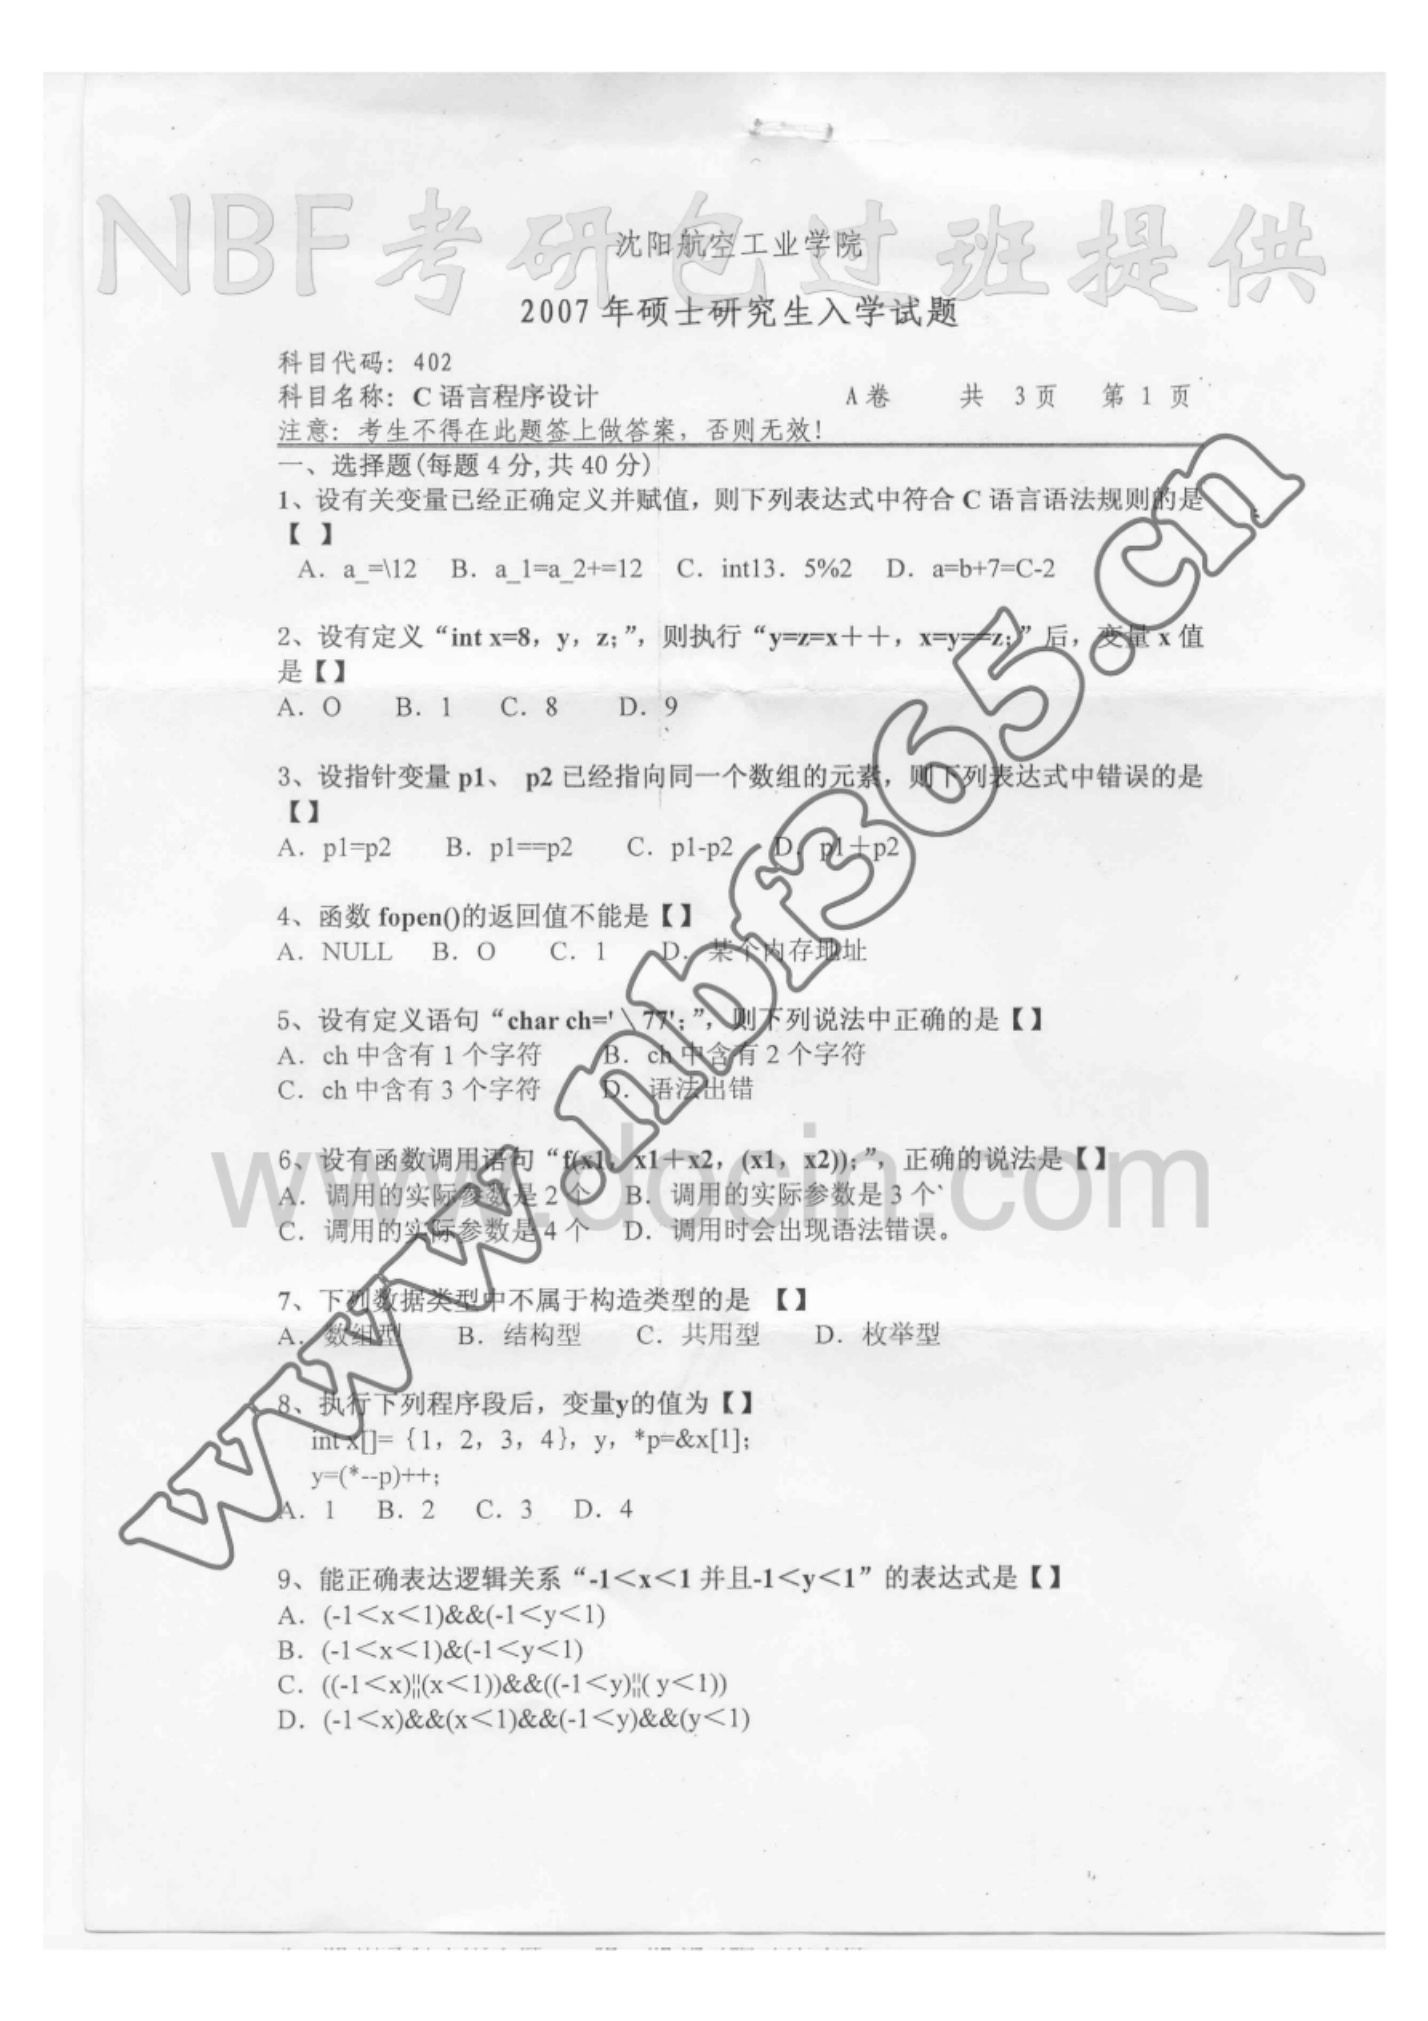 NBF考研包过班提供
沈阳航空工业学院
2007年硕士研究生入学试题
科目代码：402
科目名称：C 语言程序设计 A卷 共 3页 第 1 页
注意：考生不得在此题签上做答案，否则无效！
一、选择题(每题 4 分,共 40 分)
1、设有关变量已经正确定义并赋值，则下列表达式中符合 C 语言语法规则的是
【 】
A．a_=\12 B．a_1=a_2+=12 C．int13．5%2 D．a=b+7=C-2
2、设有定义“int x=8，y，z;”，则执行“y=z=x＋＋，x=y==z;”后，变量 x 值
是【】
A．O B．1 C．8 D．9
3、设指针变量 p1、 p2 已经指向同一个数组的元素，则下列表达式中错误的是
【】
A．p1=p2 B．p1==p2 C．p1-p2 D．p1＋p2
4、函数 fopen()的返回值不能是【】
A．NULL B．O C．1 D．某个内存地址
5、设有定义语句“char ch='＼77';”，则下列说法中正确的是【】
A．ch 中含有 1 个字符 B．ch 中含有 2 个字符
C．ch 中含有 3 个字符 D．语法出错
6、设有函数调用语句“f(x1，x1＋x2，(x1，x2));”，正确的说法是【】
A．调用的实际参数是 2 个 B．调用的实际参数是 3 个`
C．调用的实际参数是 4 个 D．调用时会出现语法错误。
7、下列数据类型中不属于构造类型的是 【】
A．数组型 B．结构型 C．共用型 D．枚举型
8、执行下列程序段后，变量y的值为【】
int x[]=｛1，2，3，4｝，y，*p=&x[1];
y=(*--p)++;
A．1 B．2 C．3 D．4
9、能正确表达逻辑关系“-1＜x＜1 并且-1＜y＜1”的表达式是【】
A．(-1＜x＜1)&&(-1＜y＜1)
B．(-1＜x＜1)&(-1＜y＜1)
C．((-1＜x)¦¦(x＜1))&&((-1＜y)¦¦( y＜1))
D．(-1＜x)&&(x＜1)&&(-1＜y)&&(y＜1)
www.nbf365.cn
www.docin.com